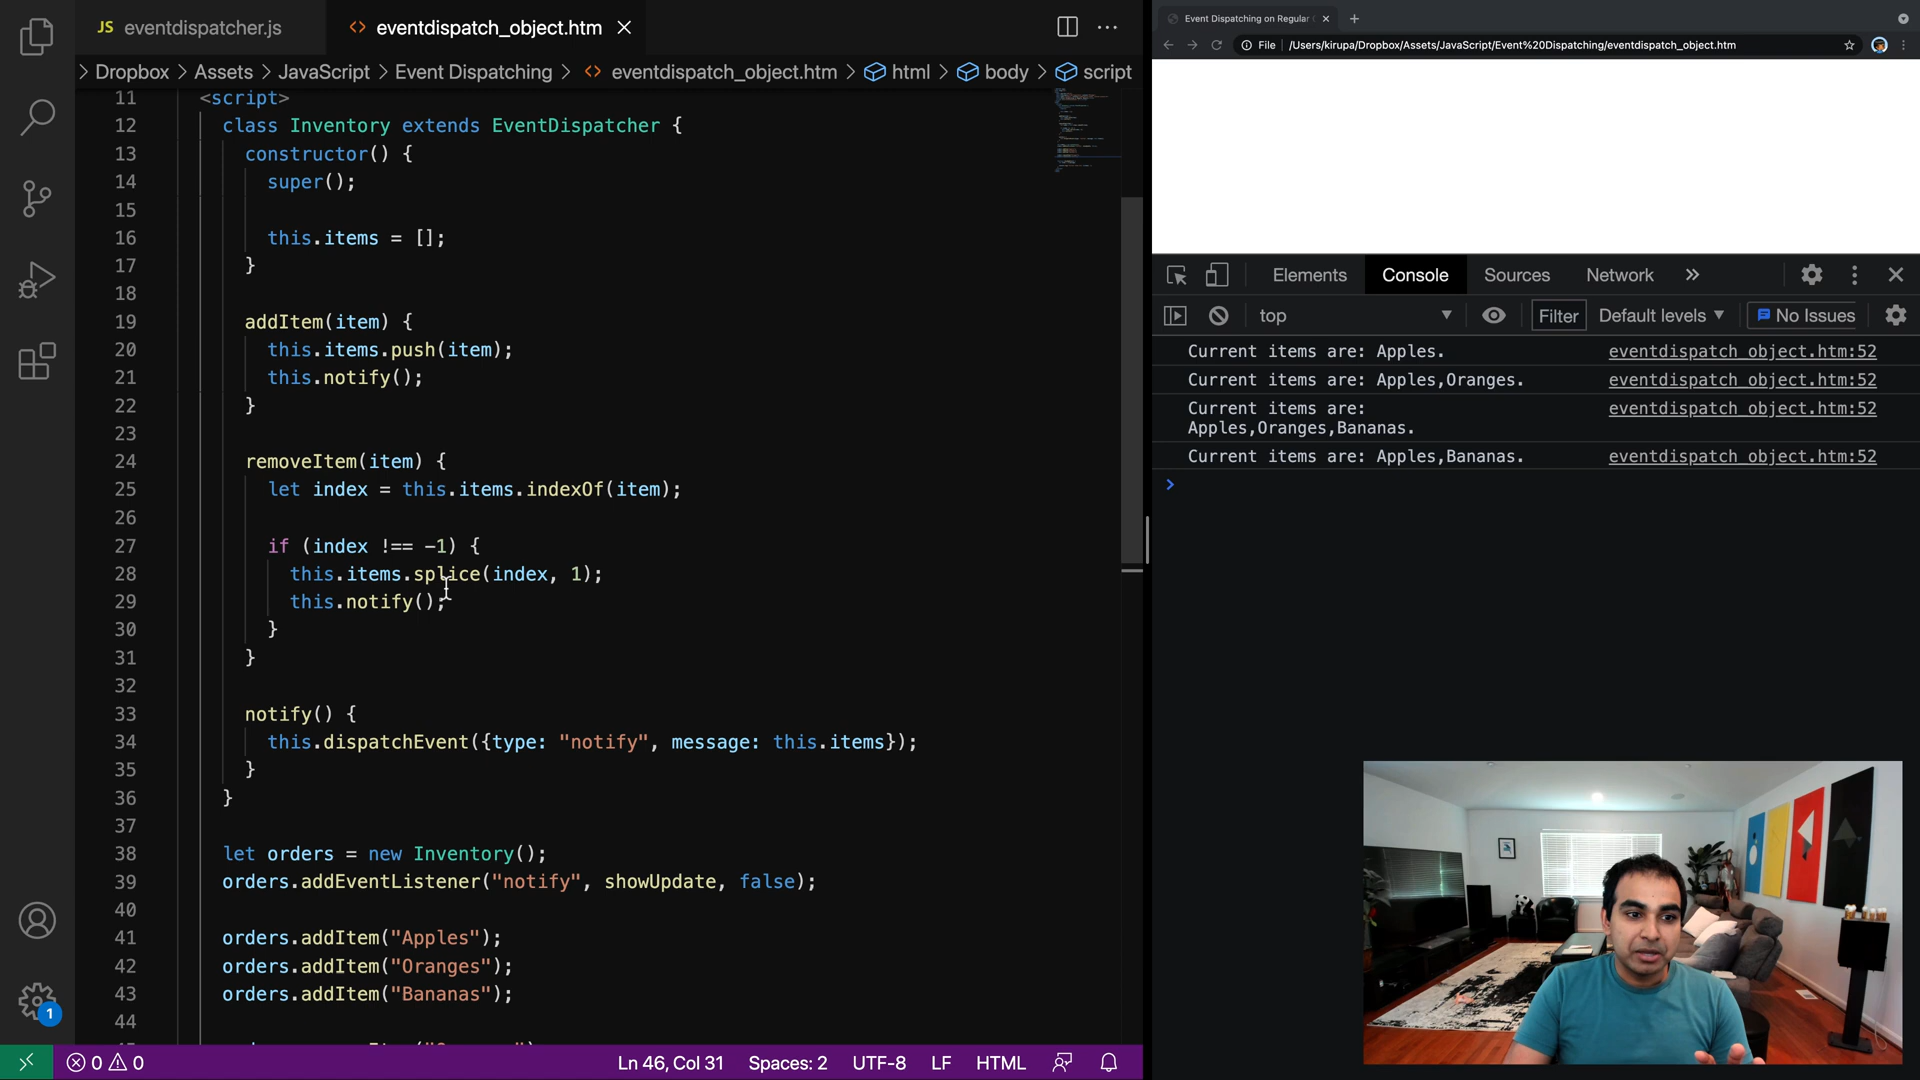 JS eventdispatcher.js
<> eventdispatch_object.htm
> Dropbox > Assets > JavaScript > Event Dispatching > <> eventdispatch_object.htm > html > body > script
11 <script>
12 class Inventory extends EventDispatcher {
13 constructor() {
14 super();
15
16 this.items = [];
17 }
18
19 addItem(item) {
20 this.items.push(item);
21 this.notify();
22 }
23
24 removeItem(item) {
25 let index = this.items.indexOf(item);
26
27 if (index !== -1) {
28 this.items.splice(index, 1);
29 this.notify();
30 }
31 }
32
33 notify() {
34 this.dispatchEvent({type: "notify", message: this.items});
35 }
36 }
37
38 let orders = new Inventory();
39 orders.addEventListener("notify", showUpdate, false);
40
41 orders.addItem("Apples");
42 orders.addItem("Oranges");
43 orders.addItem("Bananas");
44
1
0 0
Ln 46, Col 31 Spaces: 2 UTF-8 LF HTML
Event Dispatching on Regular
File /Users/kirupa/Dropbox/Assets/JavaScript/Event%20Dispatching/eventdispatch_object.htm
Elements Console Sources Network »
top Filter Default levels No Issues
Current items are: Apples. eventdispatch_object.htm:52
Current items are: Apples,Oranges. eventdispatch_object.htm:52
Current items are: eventdispatch_object.htm:52
Apples,Oranges,Bananas.
Current items are: Apples,Bananas. eventdispatch_object.htm:52
>